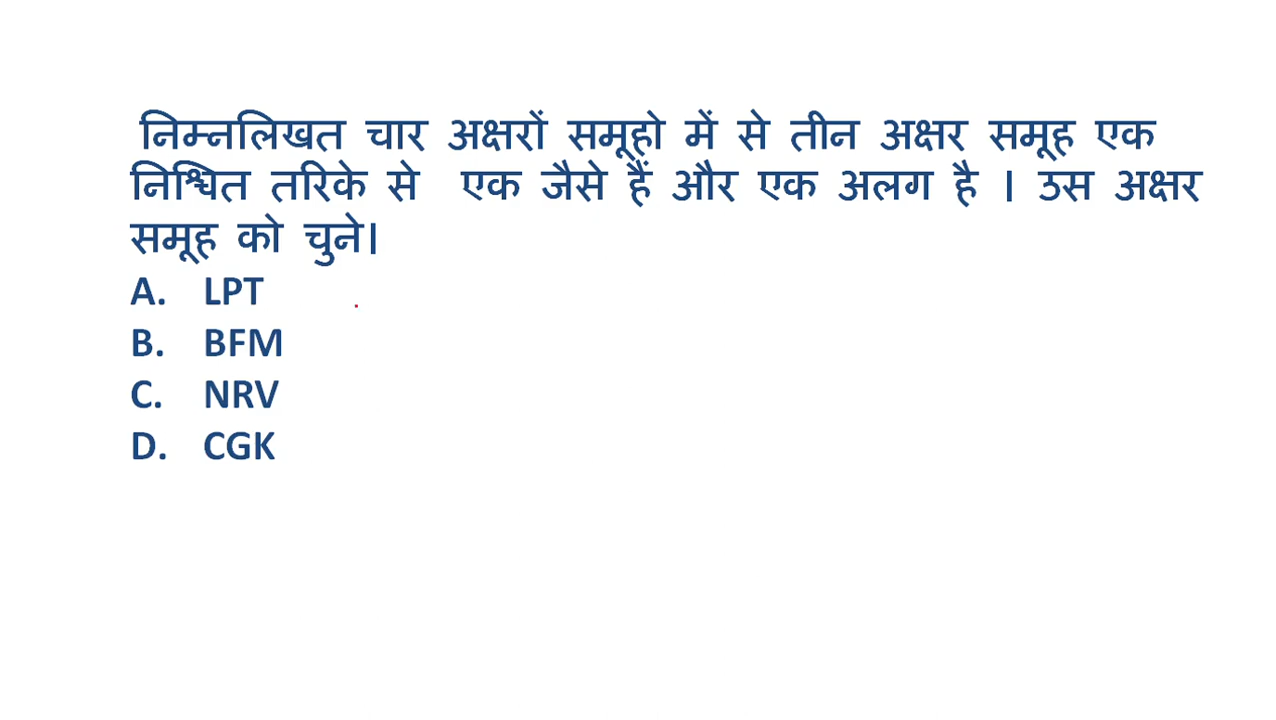 निम्नलिखत चार अक्षरों समूहो में से तीन अक्षर समूह एक
निश्चित तरिके से एक जैसे हैं और एक अलग है । उस अक्षर
समूह को चुने।
A. LPT
B. BFM
C. NRV
D. CGK